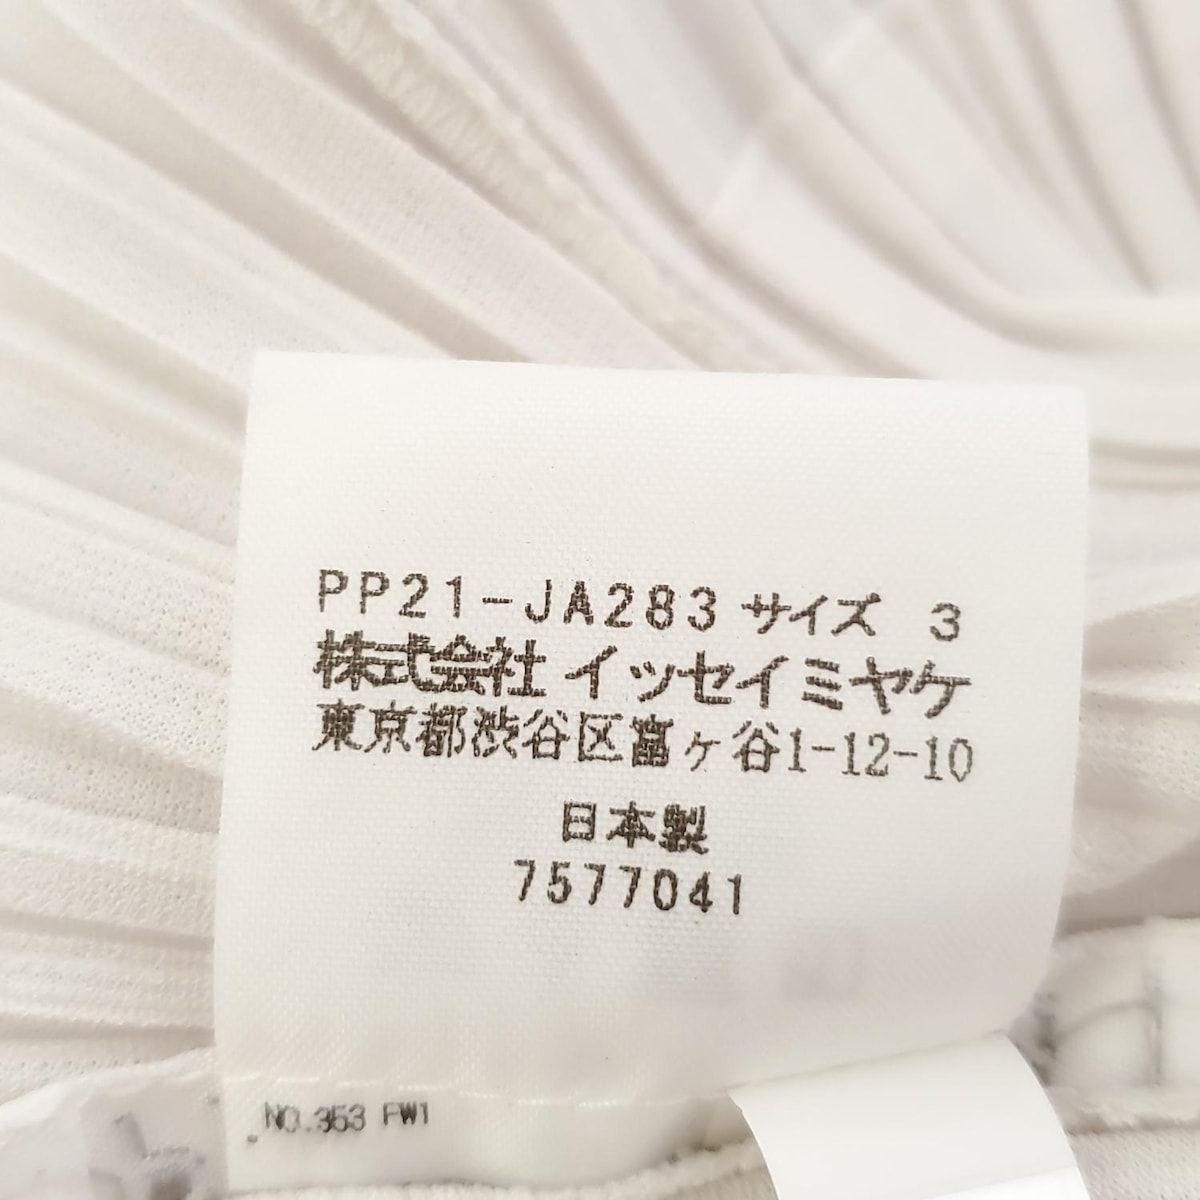 PP21-JA283 サイズ 3
株式会社 イッセイミヤケ
東京都渋谷区富ヶ谷1-12-10
日本製
7577041
NO.353 FW1